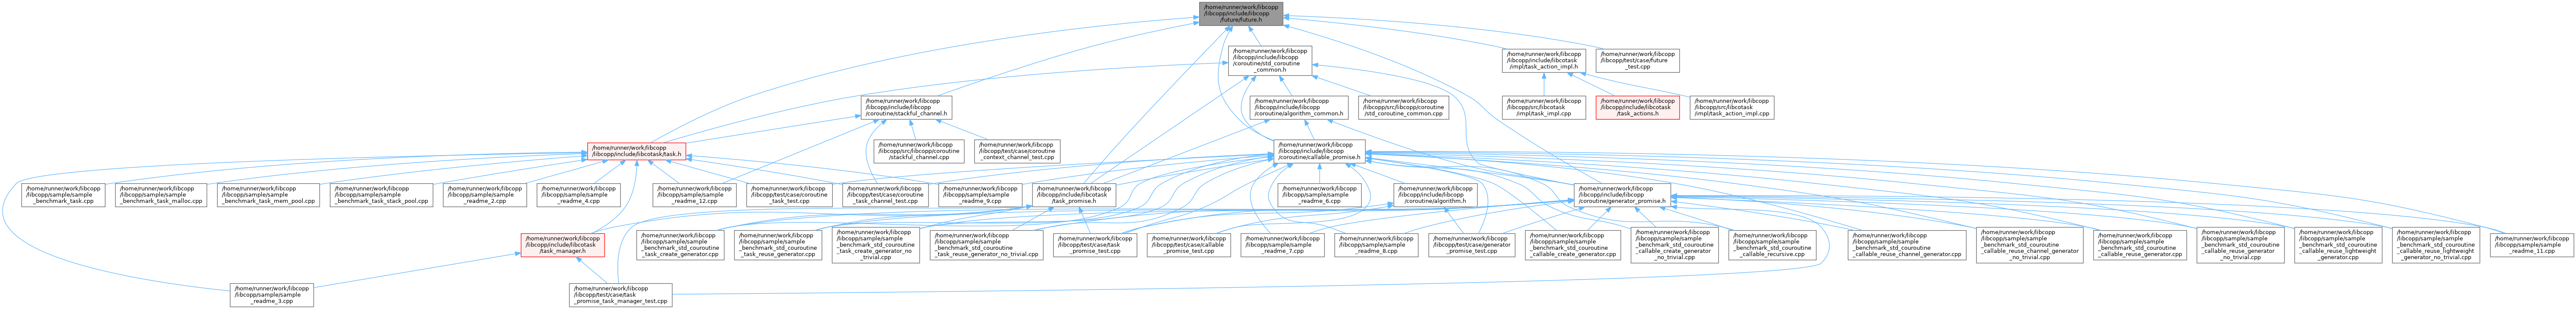 /home/runner/work/libcopp
/libcopp/include/libcopp
/future/future.h
/home/runner/work/libcopp
/libcopp/include/libcopp
/coroutine/std_coroutine
_common.h
/home/runner/work/libcopp
/libcopp/include/libcotask
/impl/task_action_impl.h
/home/runner/work/libcopp
/libcopp/test/case/future
_test.cpp
/home/runner/work/libcopp
/libcopp/include/libcopp
/coroutine/stackful_channel.h
/home/runner/work/libcopp
/libcopp/include/libcopp
/coroutine/algorithm_common.h
/home/runner/work/libcopp
/libcopp/src/libcopp/coroutine
/std_coroutine_common.cpp
/home/runner/work/libcopp
/libcopp/src/libcotask
/impl/task_impl.cpp
/home/runner/work/libcopp
/libcopp/include/libcotask
/task_actions.h
/home/runner/work/libcopp
/libcopp/src/libcotask
/impl/task_action_impl.cpp
/home/runner/work/libcopp
/libcopp/include/libcotask/task.h
/home/runner/work/libcopp
/libcopp/src/libcopp/coroutine
/stackful_channel.cpp
/home/runner/work/libcopp
/libcopp/test/case/coroutine
_context_channel_test.cpp
/home/runner/work/libcopp
/libcopp/include/libcopp
/coroutine/callable_promise.h
/home/runner/work/libcopp
/libcopp/sample/sample
_benchmark_task.cpp
/home/runner/work/libcopp
/libcopp/sample/sample
_benchmark_task_malloc.cpp
/home/runner/work/libcopp
/libcopp/sample/sample
_benchmark_task_mem_pool.cpp
/home/runner/work/libcopp
/libcopp/sample/sample
_benchmark_task_stack_pool.cpp
/home/runner/work/libcopp
/libcopp/sample/sample
_readme_2.cpp
/home/runner/work/libcopp
/libcopp/sample/sample
_readme_4.cpp
/home/runner/work/libcopp
/libcopp/sample/sample
_readme_12.cpp
/home/runner/work/libcopp
/libcopp/test/case/coroutine
_task_test.cpp
/home/runner/work/libcopp
/libcopp/test/case/coroutine
_task_channel_test.cpp
/home/runner/work/libcopp
/libcopp/sample/sample
_readme_9.cpp
/home/runner/work/libcopp
/libcopp/include/libcotask
/task_promise.h
/home/runner/work/libcopp
/libcopp/sample/sample
_readme_6.cpp
/home/runner/work/libcopp
/libcopp/include/libcopp
/coroutine/algorithm.h
/home/runner/work/libcopp
/libcopp/include/libcopp
/coroutine/generator_promise.h
/home/runner/work/libcopp
/libcopp/include/libcotask
/task_manager.h
/home/runner/work/libcopp
/libcopp/sample/sample
_benchmark_std_couroutine
_task_create_generator.cpp
/home/runner/work/libcopp
/libcopp/sample/sample
_benchmark_std_couroutine
_task_reuse_generator.cpp
/home/runner/work/libcopp
/libcopp/sample/sample
_benchmark_std_couroutine
_task_create_generator_no
_trivial.cpp
/home/runner/work/libcopp
/libcopp/sample/sample
_benchmark_std_couroutine
_task_reuse_generator_no_trivial.cpp
/home/runner/work/libcopp
/libcopp/test/case/task
_promise_test.cpp
/home/runner/work/libcopp
/libcopp/test/case/callable
_promise_test.cpp
/home/runner/work/libcopp
/libcopp/sample/sample
_readme_7.cpp
/home/runner/work/libcopp
/libcopp/sample/sample
_readme_8.cpp
/home/runner/work/libcopp
/libcopp/test/case/generator
_promise_test.cpp
/home/runner/work/libcopp
/libcopp/sample/sample
_benchmark_std_couroutine
_callable_create_generator.cpp
/home/runner/work/libcopp
/libcopp/sample/sample
_benchmark_std_couroutine
_callable_create_generator
_no_trivial.cpp
/home/runner/work/libcopp
/libcopp/sample/sample
_benchmark_std_couroutine
_callable_recursive.cpp
/home/runner/work/libcopp
/libcopp/sample/sample
_benchmark_std_couroutine
_callable_reuse_channel_generator.cpp
/home/runner/work/libcopp
/libcopp/sample/sample
_benchmark_std_couroutine
_callable_reuse_channel_generator
_no_trivial.cpp
/home/runner/work/libcopp
/libcopp/sample/sample
_benchmark_std_couroutine
_callable_reuse_generator.cpp
/home/runner/work/libcopp
/libcopp/sample/sample
_benchmark_std_couroutine
_callable_reuse_generator
_no_trivial.cpp
/home/runner/work/libcopp
/libcopp/sample/sample
_benchmark_std_couroutine
_callable_reuse_lightweight
_generator.cpp
/home/runner/work/libcopp
/libcopp/sample/sample
_benchmark_std_couroutine
_callable_reuse_lightweight
_generator_no_trivial.cpp
/home/runner/work/libcopp
/libcopp/sample/sample
_readme_11.cpp
/home/runner/work/libcopp
/libcopp/sample/sample
_readme_3.cpp
/home/runner/work/libcopp
/libcopp/test/case/task
_promise_task_manager_test.cpp